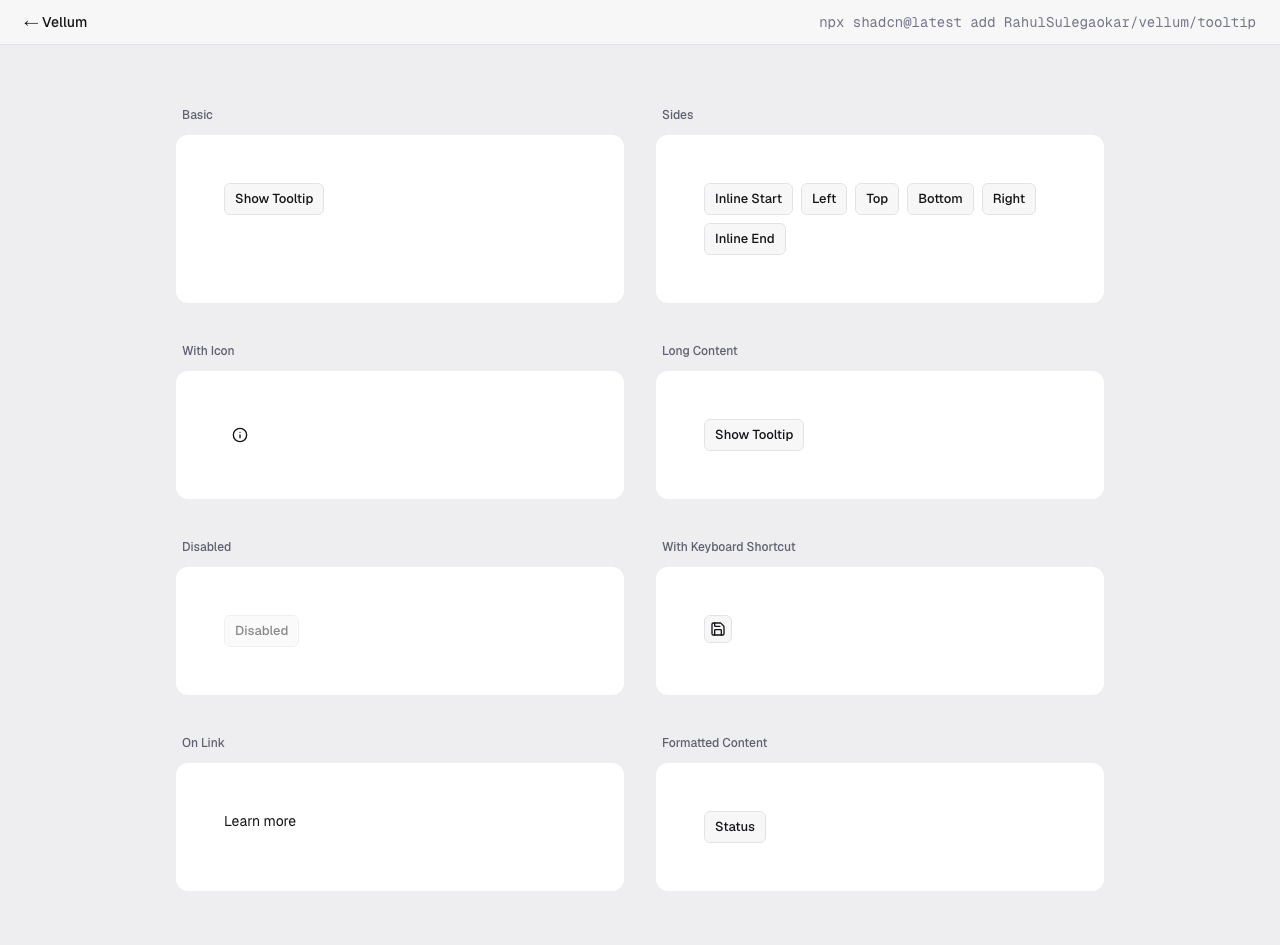 ← Vellum
npx shadcn@latest add RahulSulegaokar/vellum/tooltip
Basic
Show Tooltip
Sides
Inline Start
Left
Top
Bottom
Right
Inline End
With Icon
Long Content
Show Tooltip
Disabled
Disabled
With Keyboard Shortcut
On Link
Learn more
Formatted Content
Status